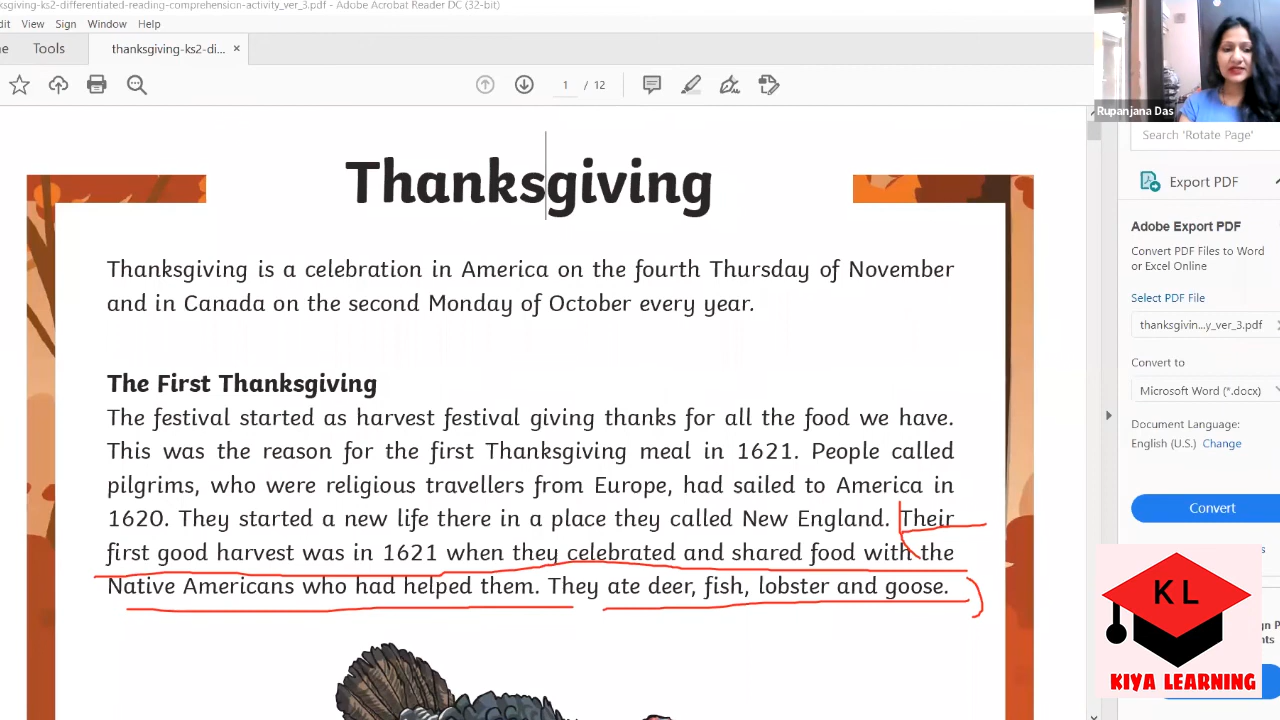 ksgiving-ks2-differentiated-reading-comprehension-activity_ver_3.pdf - Adobe Acrobat Reader DC (32-bit)
View Sign Window Help
Tools thanksgiving-ks2-di... ×
1 / 12
Rupanjana Das
Search 'Rotate Page'
Thanksgiving
Export PDF
Adobe Export PDF
Convert PDF Files to Word
or Excel Online
Select PDF File
thanksgivin...y_ver_3.pdf
Convert to
Microsoft Word (*.docx)
Document Language:
English (U.S.) Change
Convert
Thanksgiving is a celebration in America on the fourth Thursday of November
and in Canada on the second Monday of October every year.
The First Thanksgiving
The festival started as harvest festival giving thanks for all the food we have.
This was the reason for the first Thanksgiving meal in 1621. People called
pilgrims, who were religious travellers from Europe, had sailed to America in
1620. They started a new life there in a place they called New England. Their
first good harvest was in 1621 when they celebrated and shared food with the
Native Americans who had helped them. They ate deer, fish, lobster and goose.
KL
KIYA LEARNING